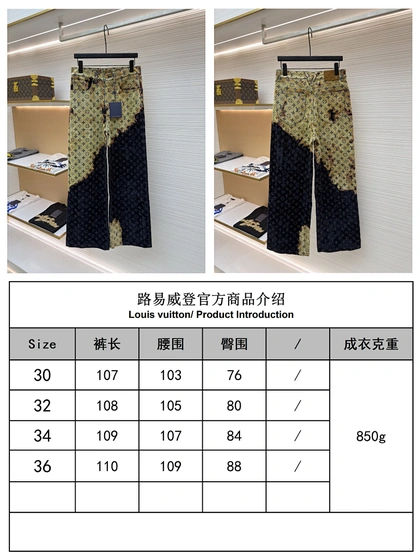 路易威登官方商品介绍
Louis vuitton/ Product Introduction
Size 裤长 腰围 臀围 / 成衣克重
30 107 103 76 /
32 108 105 80 /
34 109 107 84 / 850g
36 110 109 88 /